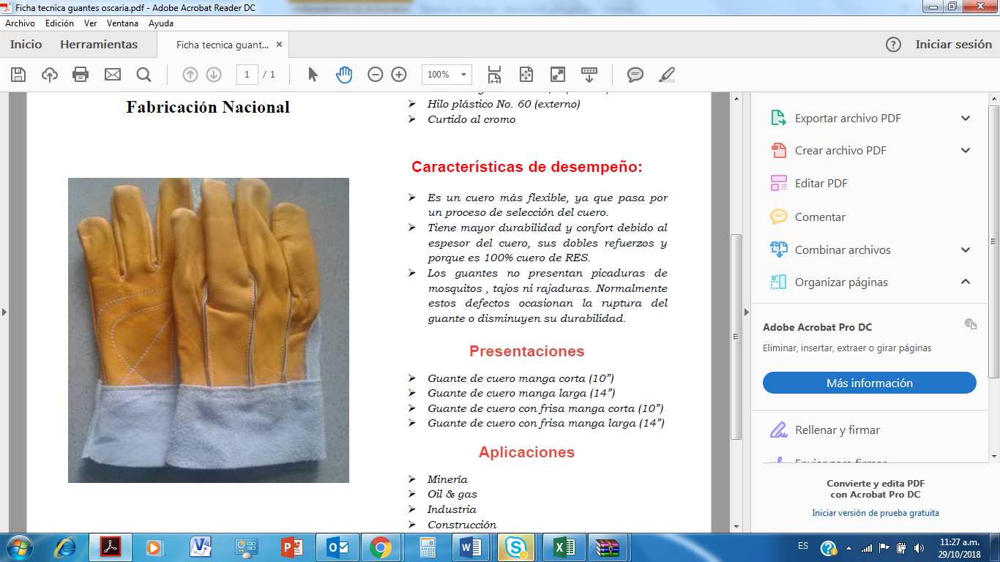 Ficha tecnica guantes oscaria.pdf - Adobe Acrobat Reader DC
Archivo Edición Ver Ventana Ayuda
Inicio Herramientas Ficha tecnica guant... × Iniciar sesión
1 / 1 100%
Fabricación Nacional
Hilo plástico No. 60 (externo)
Curtido al cromo
Características de desempeño:
Es un cuero más flexible, ya que pasa por
un proceso de selección del cuero.
Tiene mayor durabilidad y confort debido al
espesor del cuero, sus dobles refuerzos y
porque es 100% cuero de RES.
Los guantes no presentan picaduras de
mosquitos , tajos ni rajaduras. Normalmente
estos defectos ocasionan la ruptura del
guante o disminuyen su durabilidad.
Presentaciones
Guante de cuero manga corta (10”)
Guante de cuero manga larga (14”)
Guante de cuero con frisa manga corta (10”)
Guante de cuero con frisa manga larga (14”)
Aplicaciones
Minería
Oil & gas
Industria
Construcción
Exportar archivo PDF
Crear archivo PDF
Editar PDF
Comentar
Combinar archivos
Organizar páginas
Adobe Acrobat Pro DC
Eliminar, insertar, extraer o girar páginas
Más información
Rellenar y firmar
Enviar para firmar
Convierte y edita PDF
con Acrobat Pro DC
Iniciar versión de prueba gratuita
ES
11:27 a.m.
29/10/2018